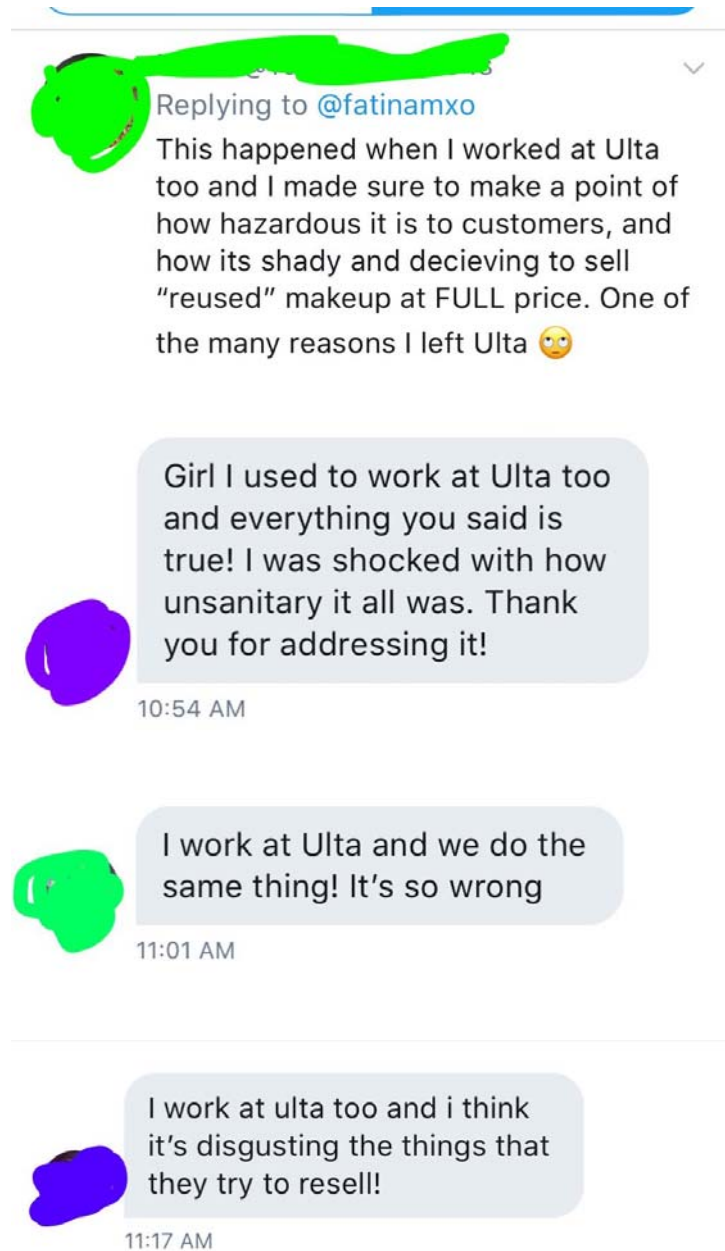 Replying to @fatinamxo
This happened when I worked at Ulta
too and I made sure to make a point of
how hazardous it is to customers, and
how its shady and decieving to sell
“reused” makeup at FULL price. One of
the many reasons I left Ulta 🙄
Girl I used to work at Ulta too
and everything you said is
true! I was shocked with how
unsanitary it all was. Thank
you for addressing it!
10:54 AM
I work at Ulta and we do the
same thing! It’s so wrong
11:01 AM
I work at ulta too and i think
it’s disgusting the things that
they try to resell!
11:17 AM